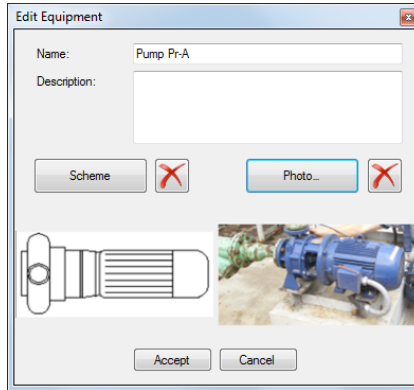 Edit Equipment
Name:
Pump Pr-A
Description:
Scheme
Photo...
Accept
Cancel